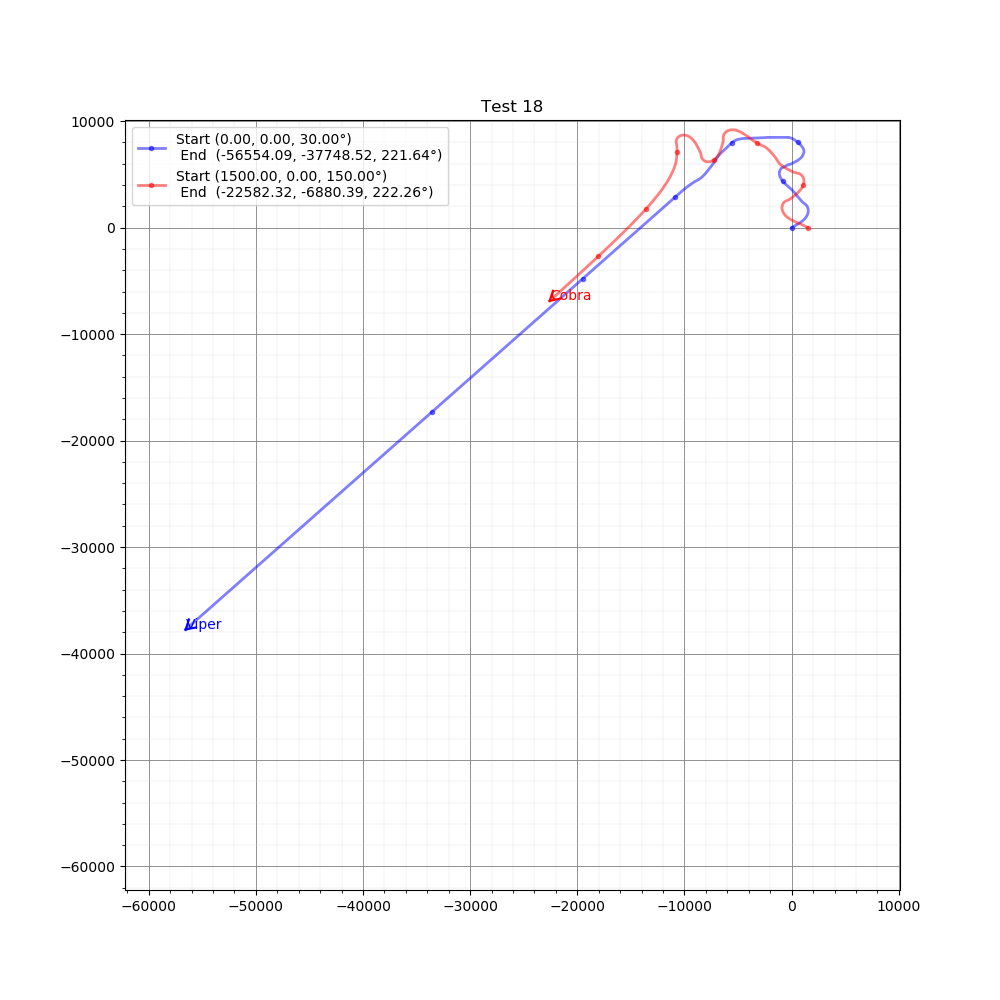 Test 18
Start (0.00, 0.00, 30.00°)
End (-56554.09, -37748.52, 221.64°)
Start (1500.00, 0.00, 150.00°)
End (-22582.32, -6880.39, 222.26°)
10000
0
−10000
−20000
−30000
−40000
−50000
−60000
Cobra
Viper
−60000 −50000 −40000 −30000 −20000 −10000 0 10000